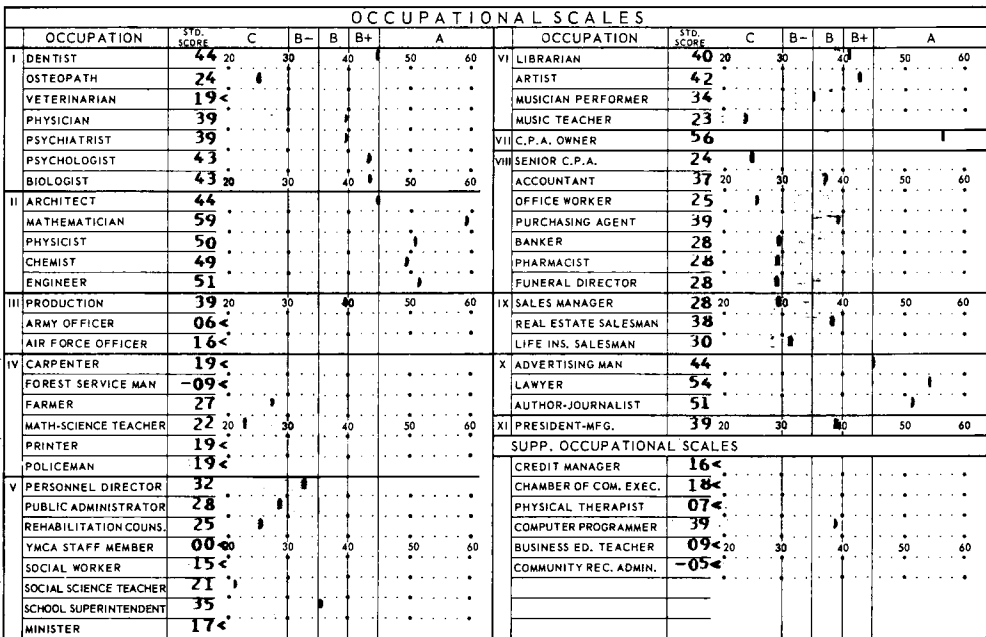 OCCUPATIONAL SCALES
OCCUPATION STD. SCORE C B- B B+ A
I DENTIST 44 20 30 40 50 60
OSTEOPATH 24
VETERINARIAN 19<
PHYSICIAN 39
PSYCHIATRIST 39
PSYCHOLOGIST 43
BIOLOGIST 43 20 30 40 50 60
II ARCHITECT 44
MATHEMATICIAN 59
PHYSICIST 50
CHEMIST 49
ENGINEER 51
III PRODUCTION 39 20 30 40 50 60
ARMY OFFICER 06<
AIR FORCE OFFICER 16<
IV CARPENTER 19<
FOREST SERVICE MAN -09<
FARMER 27
MATH-SCIENCE TEACHER 22 20 30 40 50 60
PRINTER 19<
POLICEMAN 19<
V PERSONNEL DIRECTOR 32
PUBLIC ADMINISTRATOR 28
REHABILITATION COUNS. 25
YMCA STAFF MEMBER 00< 20 30 40 50 60
SOCIAL WORKER 15<
SOCIAL SCIENCE TEACHER 21
SCHOOL SUPERINTENDENT 35
MINISTER 17<
OCCUPATION STD. SCORE C B- B B+ A
VI LIBRARIAN 40 20 30 40 50 60
ARTIST 42
MUSICIAN PERFORMER 34
MUSIC TEACHER 23
VII C.P.A. OWNER 56
VIII SENIOR C.P.A. 24
ACCOUNTANT 37 20 30 40 50 60
OFFICE WORKER 25
PURCHASING AGENT 39
BANKER 28
PHARMACIST 28
FUNERAL DIRECTOR 28
IX SALES MANAGER 28 20 30 40 50 60
REAL ESTATE SALESMAN 38
LIFE INS. SALESMAN 30
X ADVERTISING MAN 44
LAWYER 54
AUTHOR-JOURNALIST 51
XI PRESIDENT-MFG. 39 20 30 40 50 60
SUPP. OCCUPATIONAL SCALES
CREDIT MANAGER 16<
CHAMBER OF COM. EXEC. 18<
PHYSICAL THERAPIST 07<
COMPUTER PROGRAMMER 39
BUSINESS ED. TEACHER 09< 20 30 40 50 60
COMMUNITY REC. ADMIN. -05<